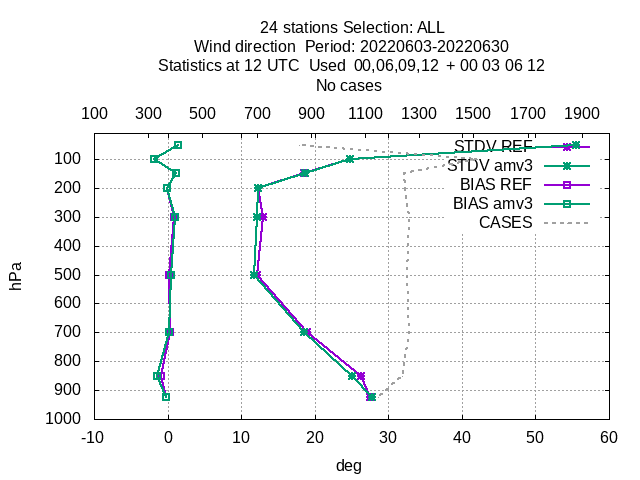 24 stations Selection: ALL
Wind direction  Period: 20220603-20220630
Statistics at 12 UTC  Used  00,06,09,12  + 00 03 06 12
No cases
100 300 500 700 900 1100 1300 1500 1700 1900
STDV REF
STDV amv3
BIAS REF
BIAS amv3
CASES
100
200
300
400
500
600
700
800
900
1000
hPa
-10 0 10 20 30 40 50 60
deg